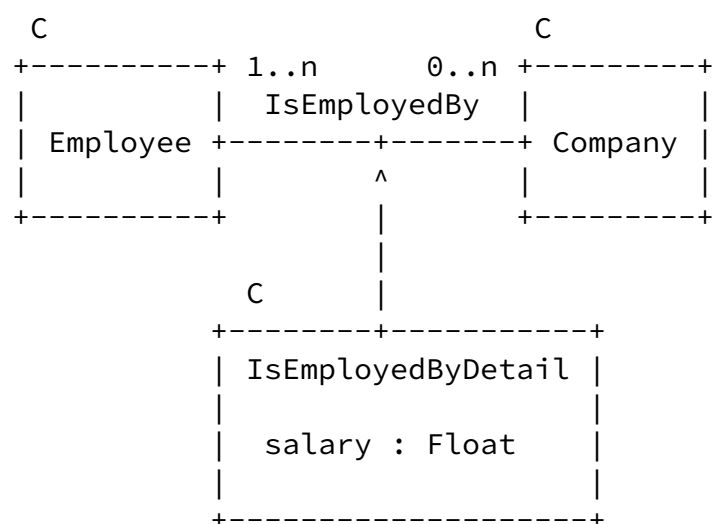 C C
1..n 0..n
IsEmployedBy
Employee Company
C
IsEmployedByDetail
salary : Float